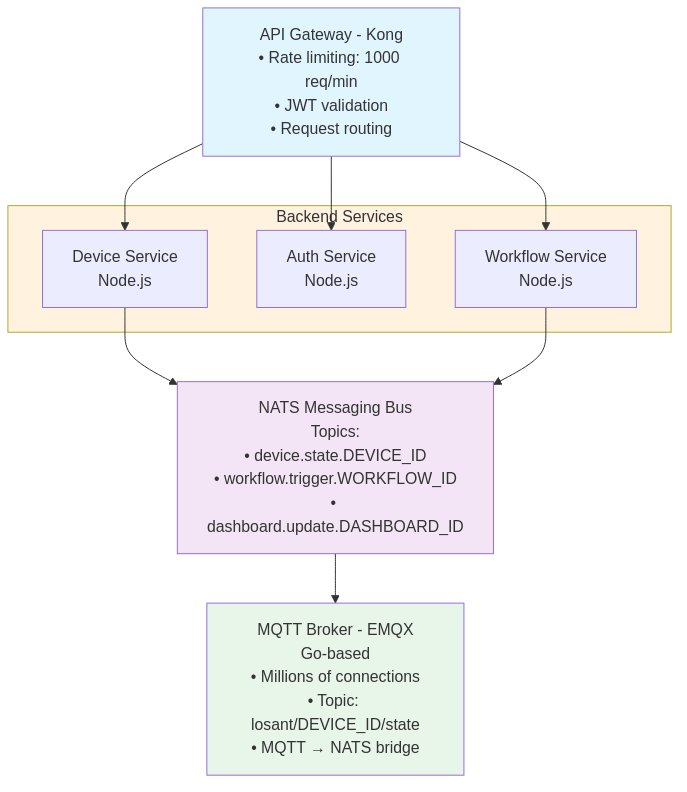 API Gateway - Kong
• Rate limiting: 1000
req/min
• JWT validation
• Request routing
Backend Services
Device Service
Node.js
Auth Service
Node.js
Workflow Service
Node.js
NATS Messaging Bus
Topics:
• device.state.DEVICE_ID
• workflow.trigger.WORKFLOW_ID
•
dashboard.update.DASHBOARD_ID
MQTT Broker - EMQX
Go-based
• Millions of connections
• Topic:
losant/DEVICE_ID/state
• MQTT → NATS bridge